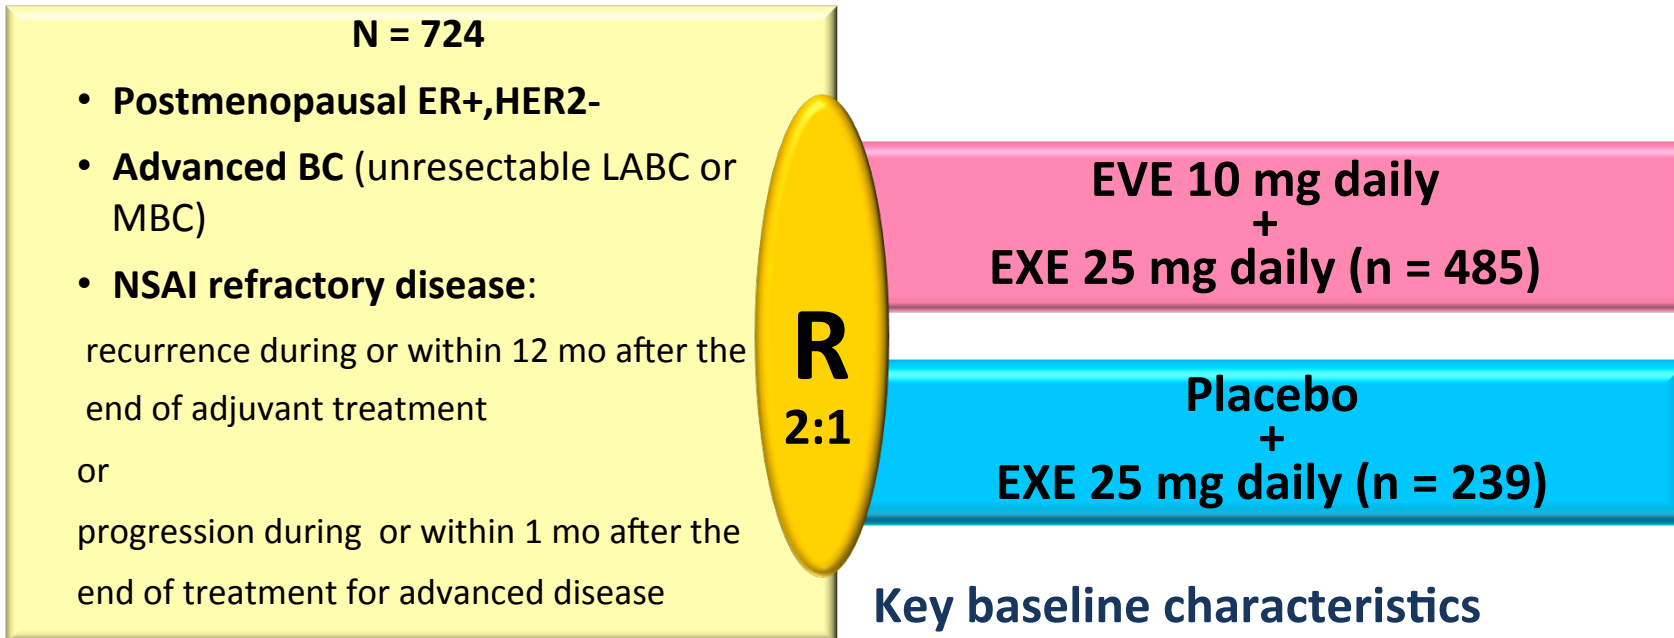 N = 724
• Postmenopausal ER+,HER2-
• Advanced BC (unresectable LABC or
MBC)
• NSAI refractory disease:
recurrence during or within 12 mo after the
end of adjuvant treatment
or
progression during or within 1 mo after the
end of treatment for advanced disease
R
2:1
EVE 10 mg daily
+
EXE 25 mg daily (n = 485)
Placebo
+
EXE 25 mg daily (n = 239)
Key baseline characteristics